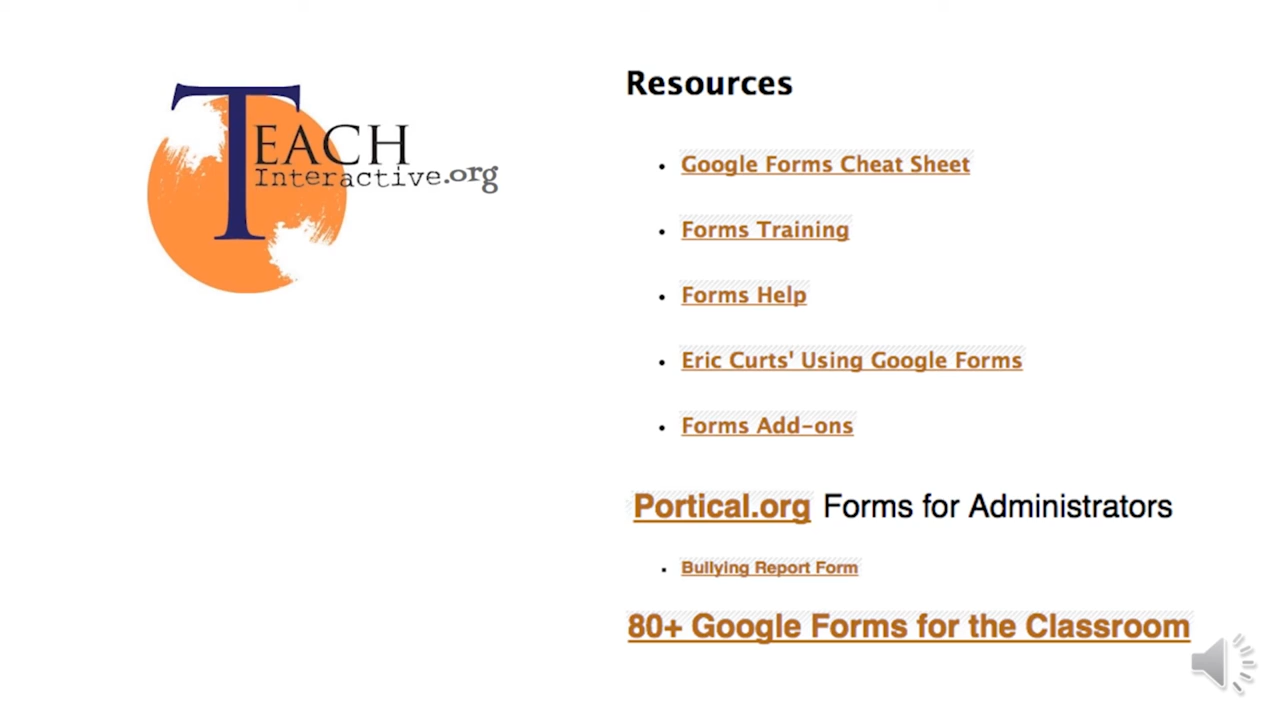 TEACH
Interactive.org
Resources
• Google Forms Cheat Sheet
• Forms Training
• Forms Help
• Eric Curts' Using Google Forms
• Forms Add-ons
Portical.org Forms for Administrators
• Bullying Report Form
80+ Google Forms for the Classroom